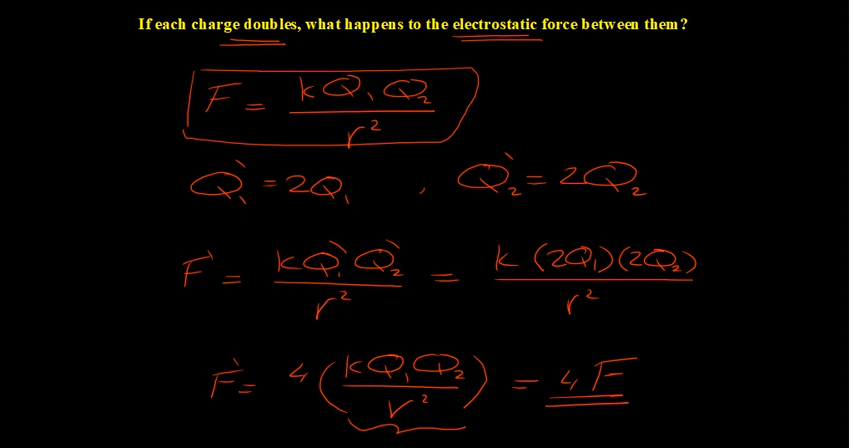 If each charge doubles, what happens to the electrostatic force between them?
F = kQ₁Q₂ / r²
Q₁' = 2Q₁ , Q₂' = 2Q₂
F' = kQ₁'Q₂' / r² = k(2Q₁)(2Q₂) / r²
F' = 4(kQ₁Q₂ / r²) = 4F